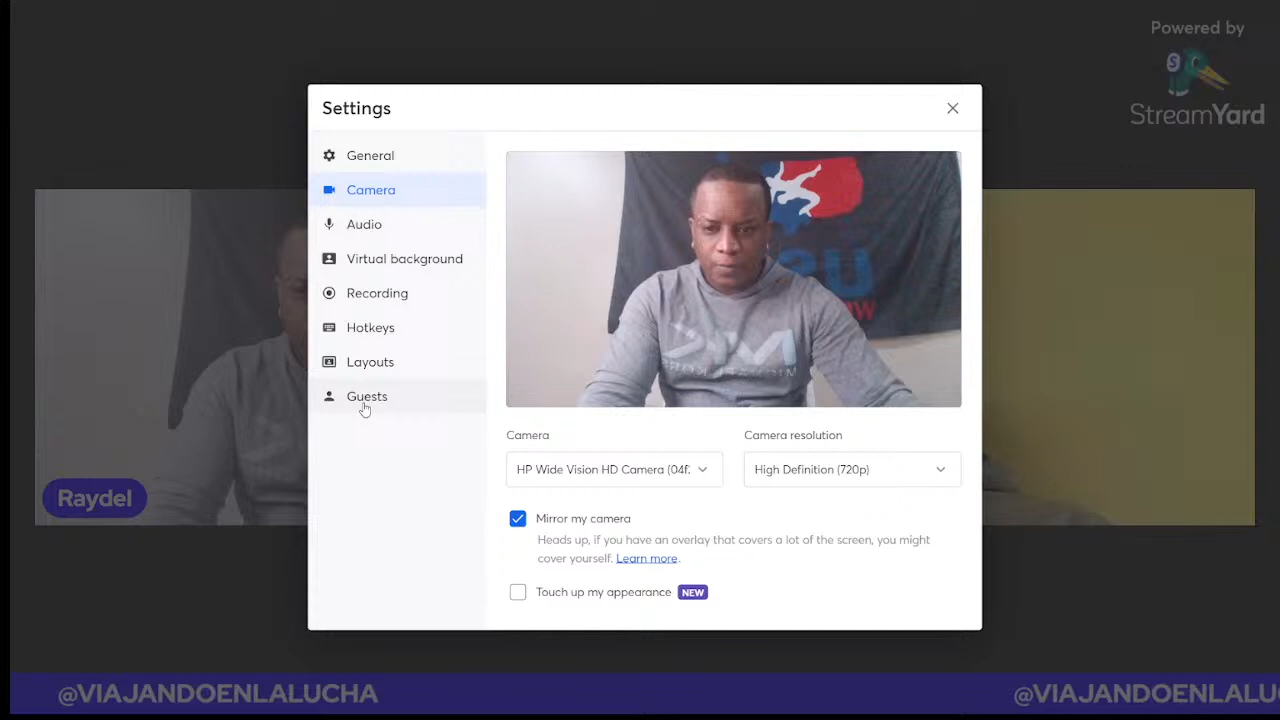 Powered by
StreamYard
Settings
General
Camera
Audio
Virtual background
Recording
Hotkeys
Layouts
Guests
Camera
Camera resolution
HP Wide Vision HD Camera (04f:
High Definition (720p)
Mirror my camera
Heads up, if you have an overlay that covers a lot of the screen, you might
cover yourself. Learn more.
Touch up my appearance NEW
Raydel
@VIAJANDOENLALUCHA
@VIAJANDOENLALUCH